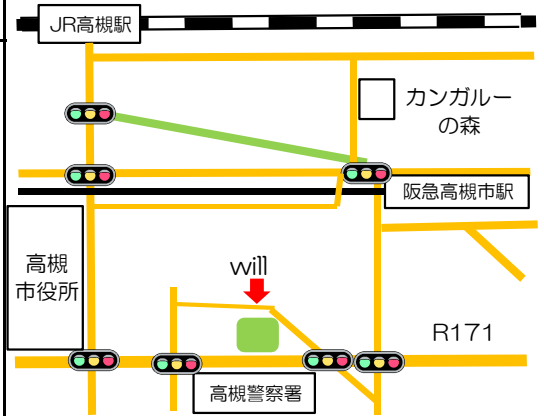 JR高槻駅
カンガルー
の森
阪急高槻市駅
高槻
市役所
will
R171
高槻警察署